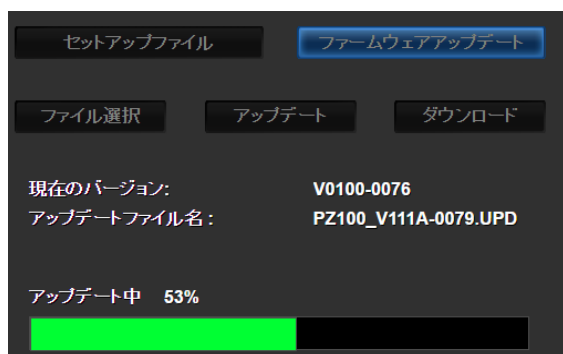 セットアップファイル ファームウェアアップデート
ファイル選択 アップデート ダウンロード
現在のバージョン: V0100-0076
アップデートファイル名 : PZ100_V111A-0079.UPD
アップデート中 53%